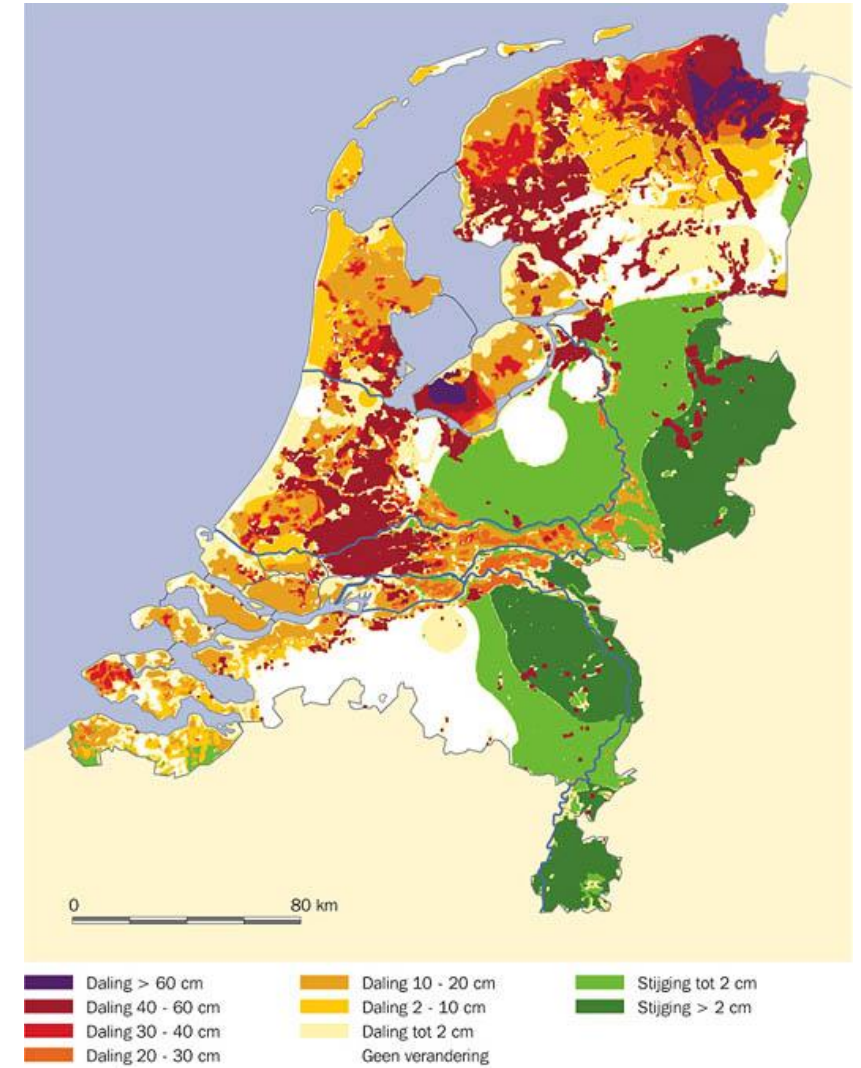 0 80 km
Daling > 60 cm
Daling 40 - 60 cm
Daling 30 - 40 cm
Daling 20 - 30 cm
Daling 10 - 20 cm
Daling 2 - 10 cm
Daling tot 2 cm
Geen verandering
Stijging tot 2 cm
Stijging > 2 cm